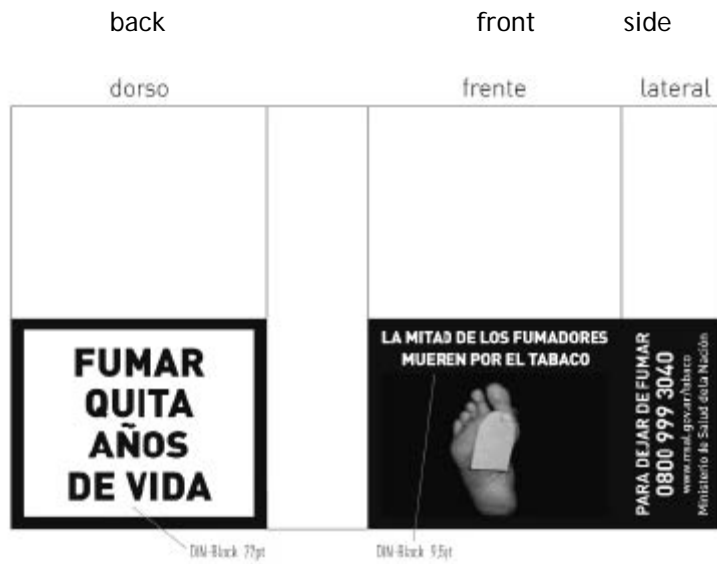 back front side
dorso frente lateral
FUMAR
QUITA
AÑOS
DE VIDA
LA MITAD DE LOS FUMADORES
MUEREN POR EL TABACO
PARA DEJAR DE FUMAR
0800 999 3040
www.msal.gov.ar/tabaco
Ministerio de Salud de la Nación
DIN-Black
DIN-Black 9,5pt